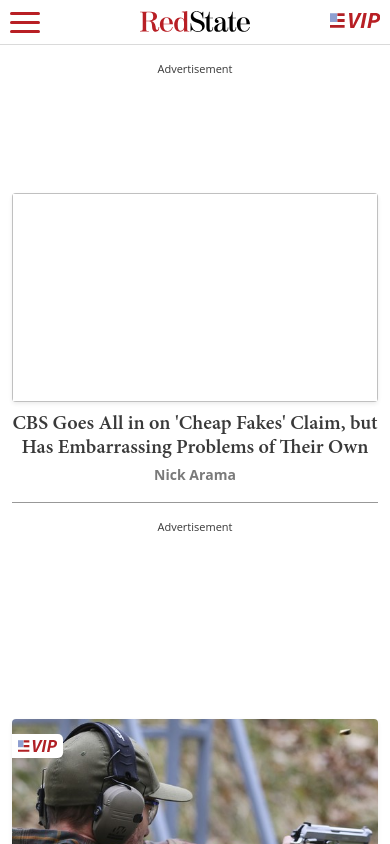 RedState
VIP
Advertisement
CBS Goes All in on 'Cheap Fakes' Claim, but
Has Embarrassing Problems of Their Own
Nick Arama
Advertisement
VIP